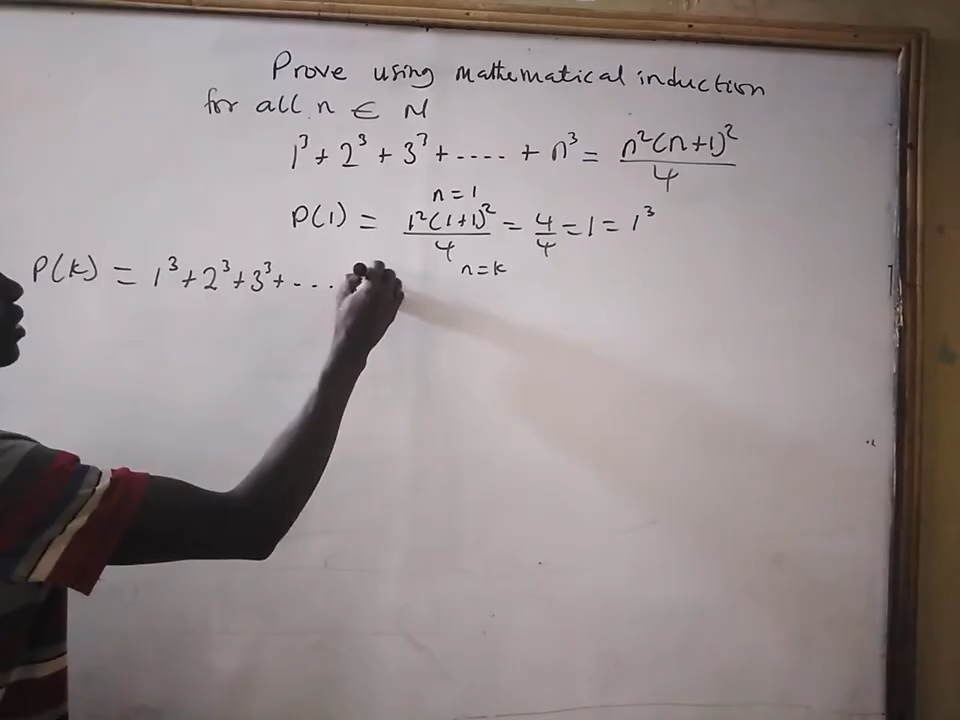 Prove using mathematical induction
for all n ∈ N
1³ + 2³ + 3³ + ..... + n³ = n²(n+1)²/4
n = 1
P(1) = 1²(1+1)²/4 = 4/4 = 1 = 1³
n = k
P(k) = 1³ + 2³ + 3³ + ...